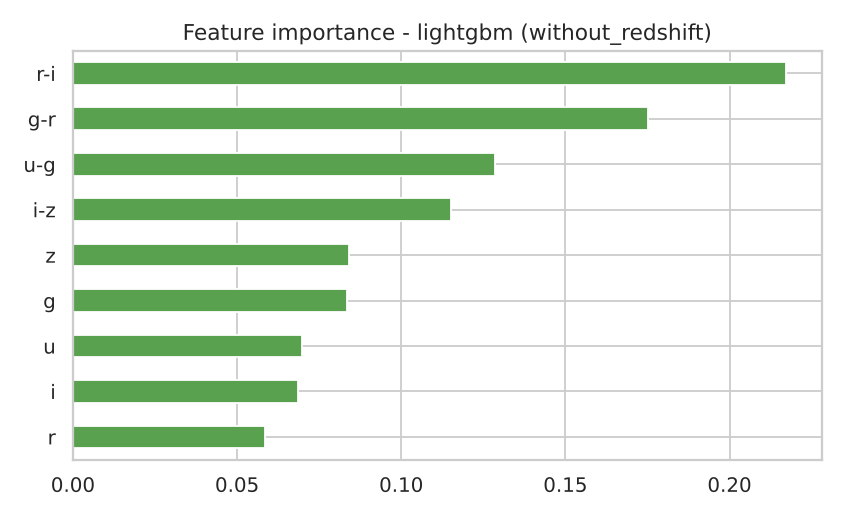 Feature importance - lightgbm (without_redshift)
r-i
g-r
u-g
i-z
z
g
u
i
r
0.00 0.05 0.10 0.15 0.20